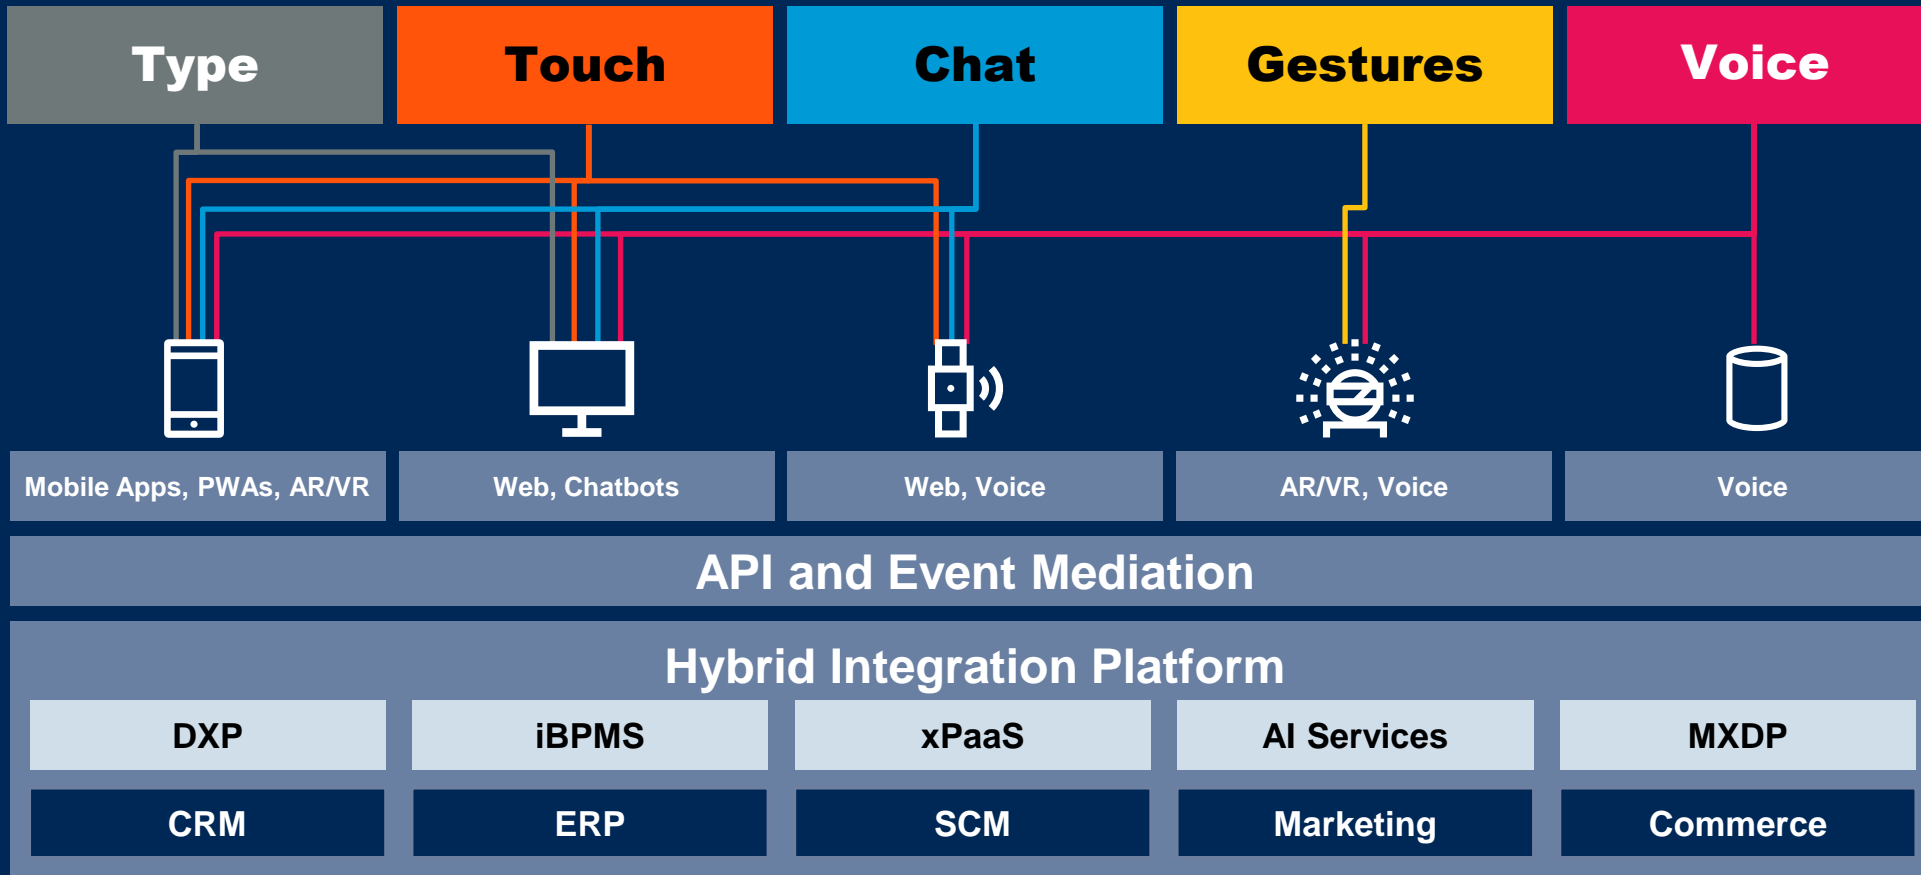 Type
Touch
Chat
Gestures
Voice
Mobile Apps, PWAs, AR/VR
Web, Chatbots
Web, Voice
AR/VR, Voice
Voice
API and Event Mediation
Hybrid Integration Platform
DXP
iBPMS
xPaaS
AI Services
MXDP
CRM
ERP
SCM
Marketing
Commerce